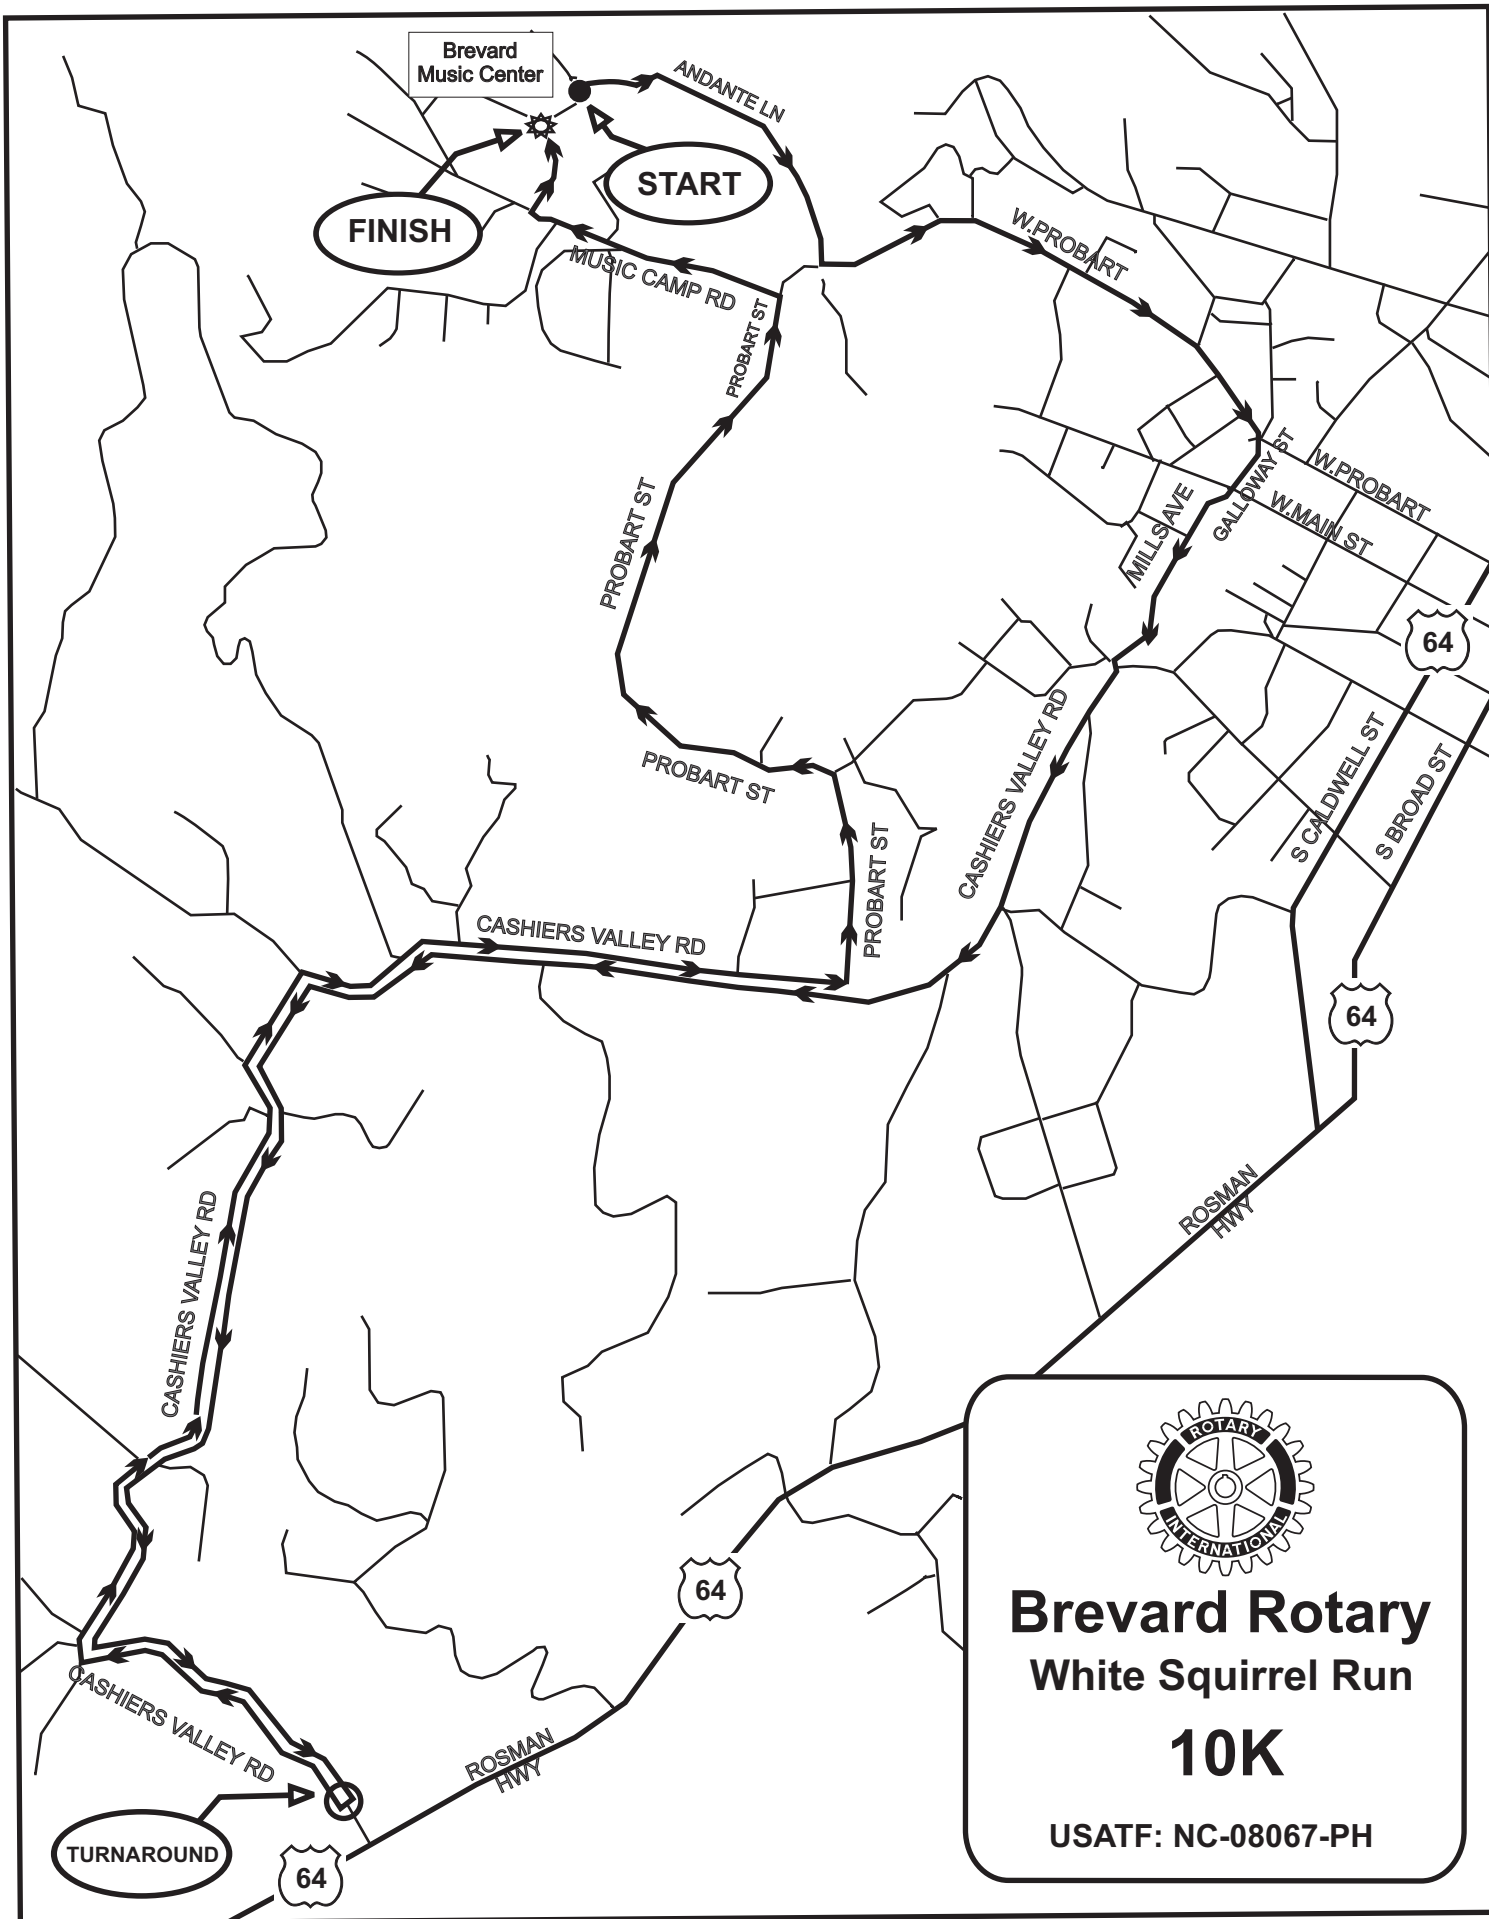 Brevard
Music Center
ANDANTE LN
START
FINISH
W.PROBART
MUSIC CAMP RD
PROBART ST
GALLOWAY ST
W.PROBART
W.MAIN ST
MILLS AVE
PROBART ST
64
CASHIERS VALLEY RD
S CALDWELL ST
S BROAD ST
PROBART ST
PROBART ST
CASHIERS VALLEY RD
64
ROSMAN
HWY
CASHIERS VALLEY RD
ROTARY
INTERNATIONAL
64
Brevard Rotary
White Squirrel Run
10K
USATF: NC-08067-PH
CASHIERS VALLEY RD
ROSMAN
HWY
TURNAROUND
64